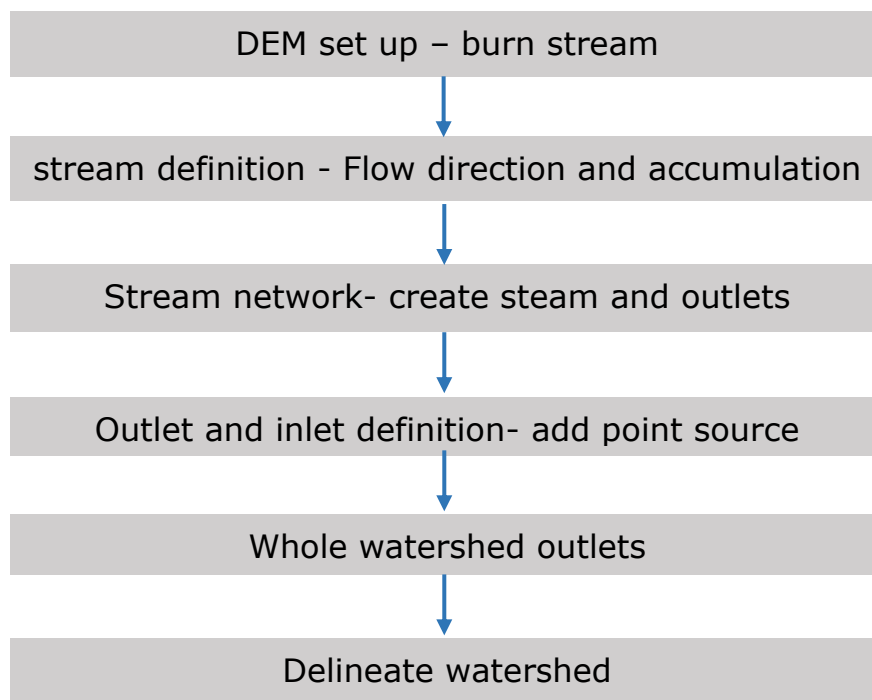 DEM set up – burn stream
stream definition - Flow direction and accumulation
Stream network- create steam and outlets
Outlet and inlet definition- add point source
Whole watershed outlets
Delineate watershed